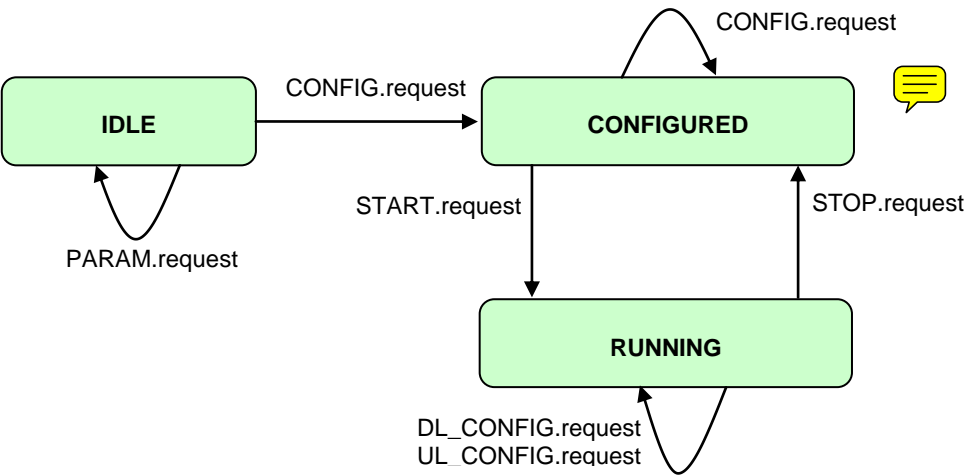 CONFIG.request
CONFIG.request
IDLE
CONFIGURED
START.request
STOP.request
PARAM.request
RUNNING
DL_CONFIG.request
UL_CONFIG.request